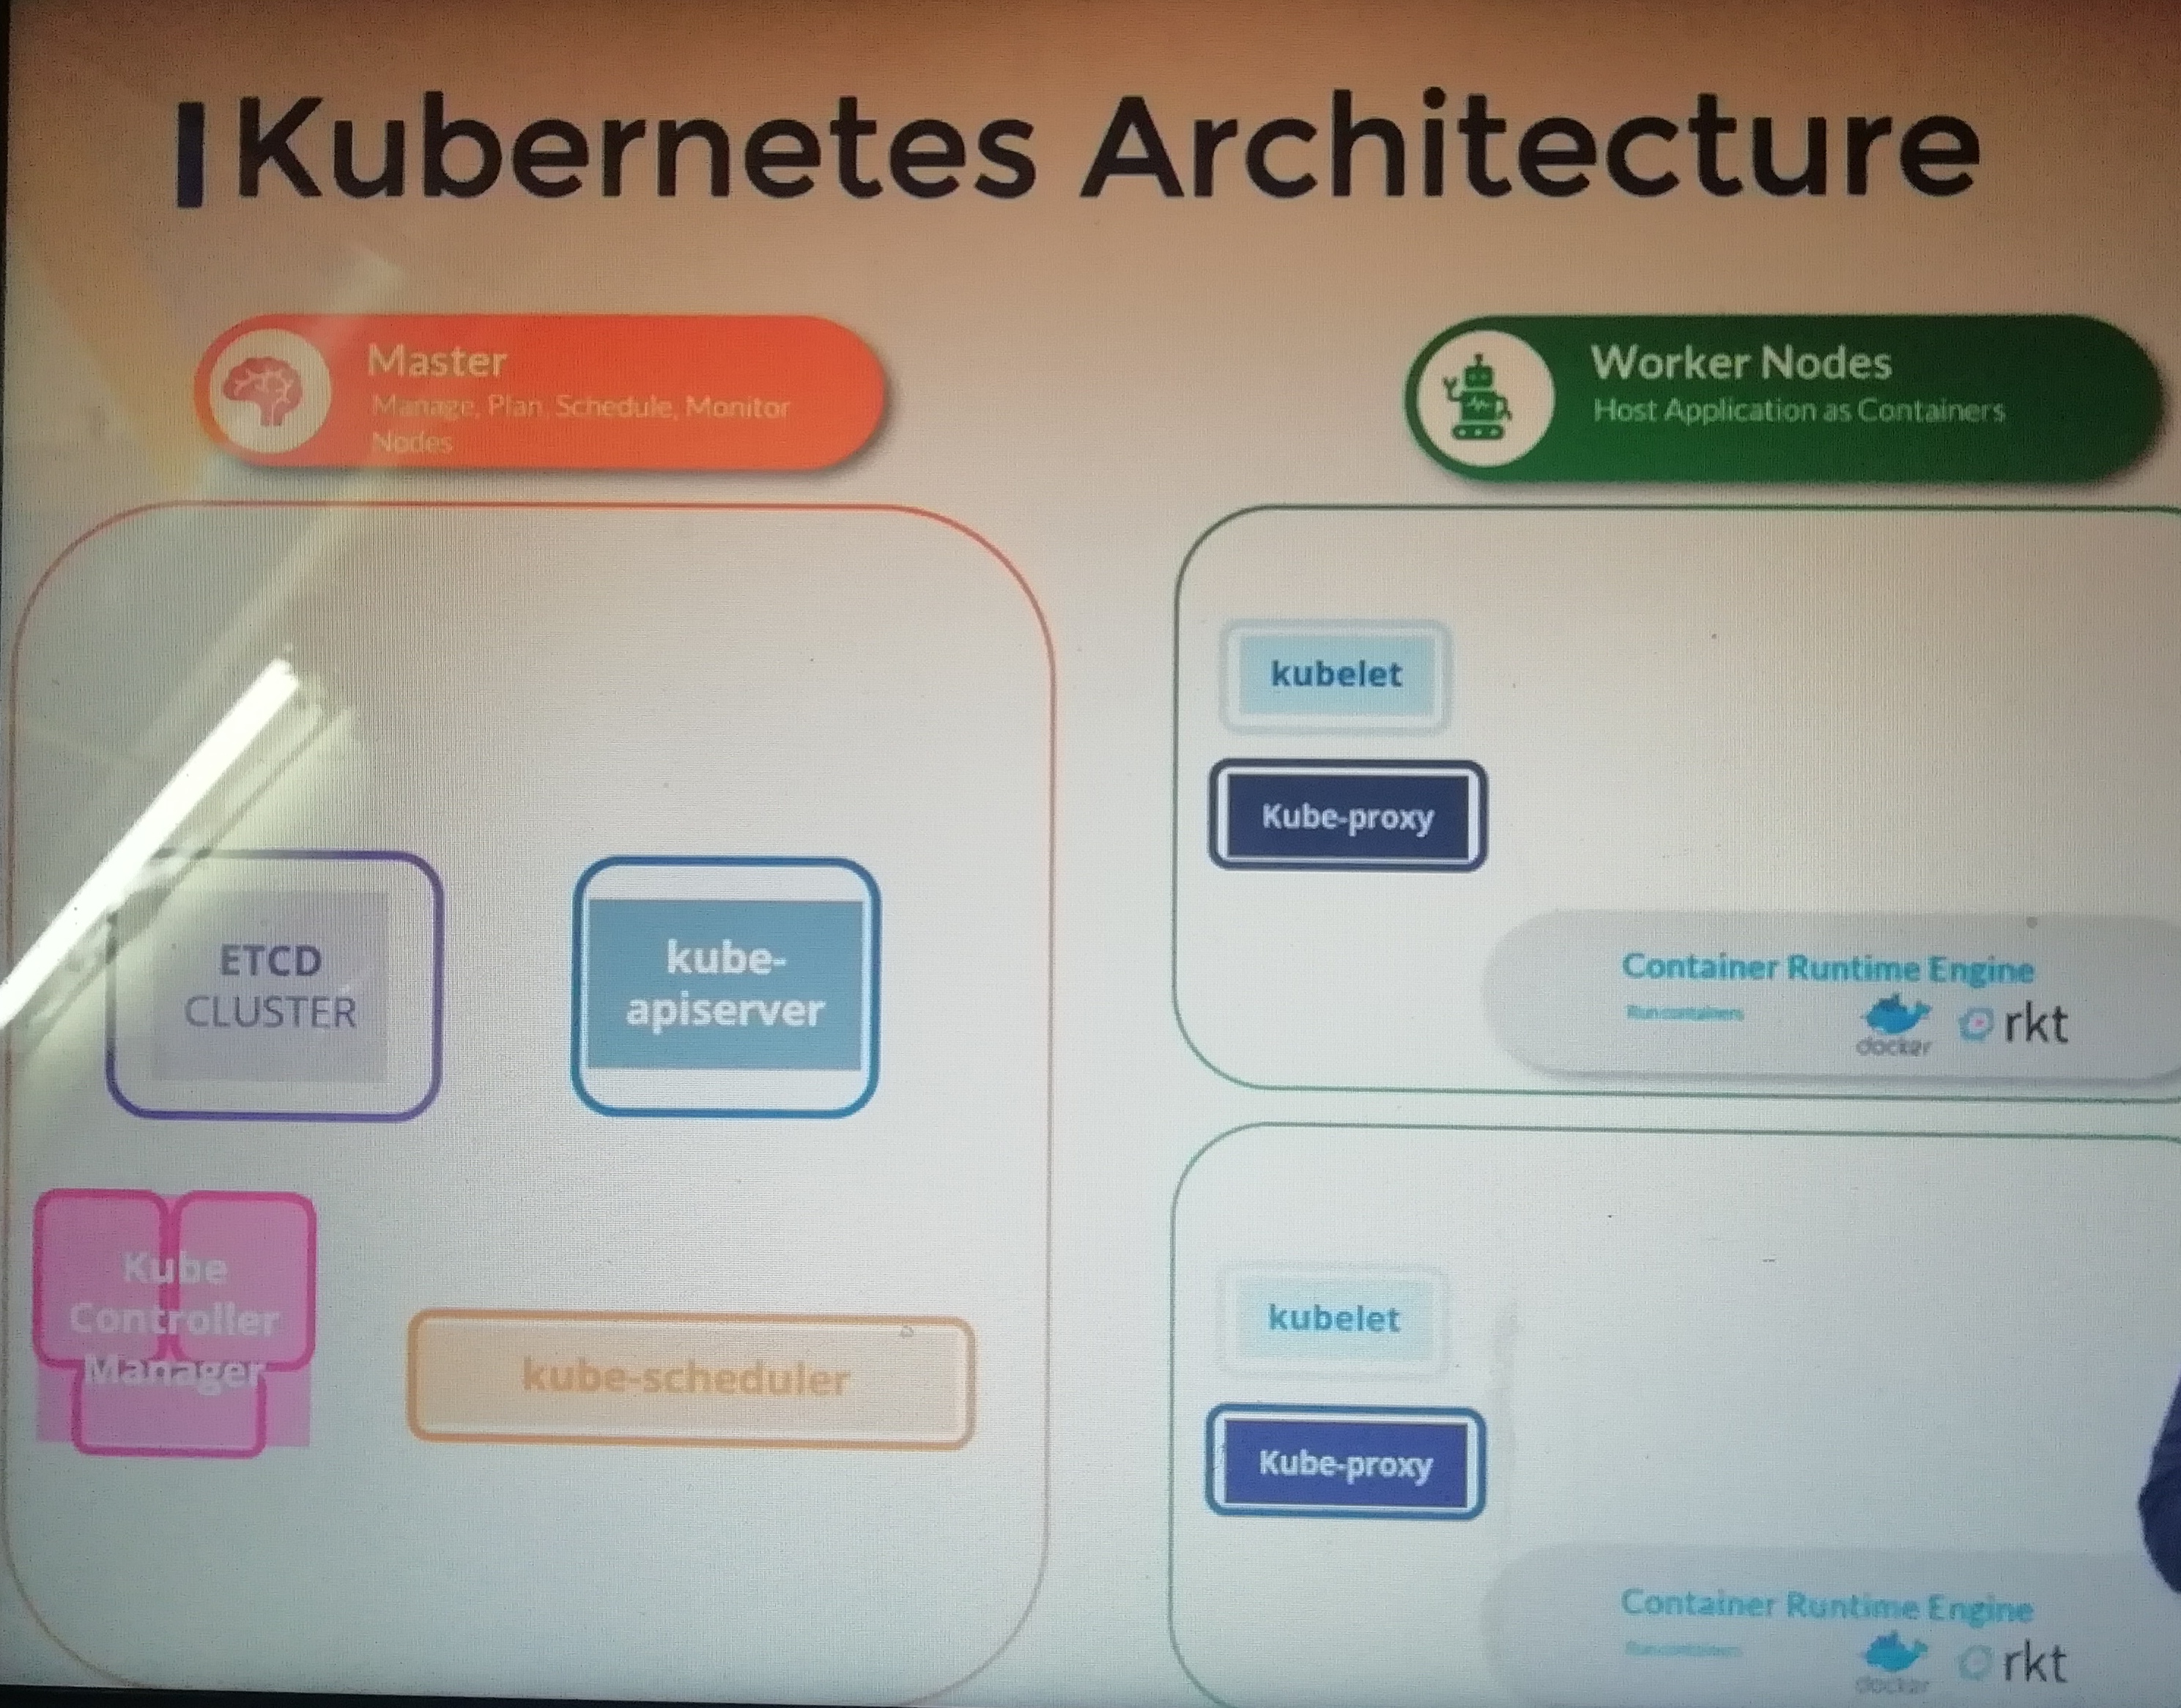 Kubernetes Architecture
Master
Manage, Plan, Schedule, Monitor
Nodes
Worker Nodes
Host Application as Containers
ETCD
CLUSTER
kube-
apiserver
Kube
Controller
Manager
kube-scheduler
kubelet
Kube-proxy
Container Runtime Engine
Run containers
docker
rkt
kubelet
Kube-proxy
Container Runtime Engine
Run containers
docker
rkt